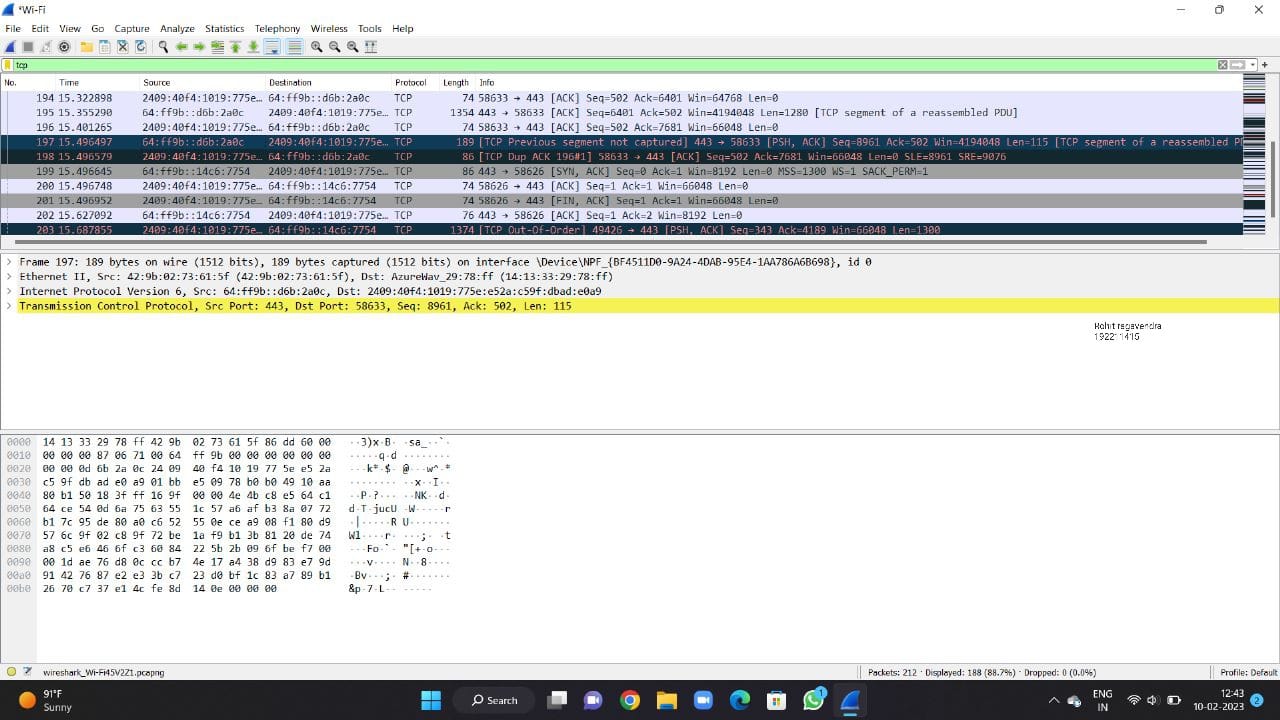 *Wi-Fi
File Edit View Go Capture Analyze Statistics Telephony Wireless Tools Help
tcp
No. Time Source Destination Protocol Length Info
194 15.322898 2409:40f4:1019:775e… 64:ff9b::d6b:2a0c TCP 74 58633 → 443 [ACK] Seq=502 Ack=6401 Win=64768 Len=0
195 15.355290 64:ff9b::d6b:2a0c 2409:40f4:1019:775e… TCP 1354 443 → 58633 [ACK] Seq=6401 Ack=502 Win=4194048 Len=1280 [TCP segment of a reassembled PDU]
196 15.401265 2409:40f4:1019:775e… 64:ff9b::d6b:2a0c TCP 74 58633 → 443 [ACK] Seq=502 Ack=7681 Win=66048 Len=0
197 15.496497 64:ff9b::d6b:2a0c 2409:40f4:1019:775e… TCP 189 [TCP Previous segment not captured] 443 → 58633 [PSH, ACK] Seq=8961 Ack=502 Win=4194048 Len=115 [TCP segment of a reassembled PD
198 15.496579 2409:40f4:1019:775e… 64:ff9b::d6b:2a0c TCP 86 [TCP Dup ACK 196#1] 58633 → 443 [ACK] Seq=502 Ack=7681 Win=66048 Len=0 SLE=8961 SRE=9076
199 15.496645 64:ff9b::14c6:7754 2409:40f4:1019:775e… TCP 86 443 → 58626 [SYN, ACK] Seq=0 Ack=1 Win=8192 Len=0 MSS=1300 WS=1 SACK_PERM=1
200 15.496748 2409:40f4:1019:775e… 64:ff9b::14c6:7754 TCP 74 58626 → 443 [ACK] Seq=1 Ack=1 Win=66048 Len=0
201 15.496952 2409:40f4:1019:775e… 64:ff9b::14c6:7754 TCP 74 58626 → 443 [FIN, ACK] Seq=1 Ack=1 Win=66048 Len=0
202 15.627092 64:ff9b::14c6:7754 2409:40f4:1019:775e… TCP 76 443 → 58626 [ACK] Seq=1 Ack=2 Win=8192 Len=0
203 15.687855 2409:40f4:1019:775e… 64:ff9b::14c6:7754 TCP 1374 [TCP Out-Of-Order] 49426 → 443 [PSH, ACK] Seq=343 Ack=4189 Win=66048 Len=1300
Frame 197: 189 bytes on wire (1512 bits), 189 bytes captured (1512 bits) on interface \Device\NPF_{BF4511D0-9A24-4DAB-95E4-1AA786A6B698}, id 0
Ethernet II, Src: 42:9b:02:73:61:5f (42:9b:02:73:61:5f), Dst: AzureWav_29:78:ff (14:13:33:29:78:ff)
Internet Protocol Version 6, Src: 64:ff9b::d6b:2a0c, Dst: 2409:40f4:1019:775e:e52a:c59f:dbad:e0a9
Transmission Control Protocol, Src Port: 443, Dst Port: 58633, Seq: 8961, Ack: 502, Len: 115
Rohit ragavendra
192211415
0000 14 13 33 29 78 ff 42 9b 02 73 61 5f 86 dd 60 00 ··3)x·B· ·sa_··`·
0010 00 00 00 87 06 71 00 64 ff 9b 00 00 00 00 00 00 ·····q·d ········
0020 00 00 0d 6b 2a 0c 24 09 40 f4 10 19 77 5e e5 2a ···k*·$· @···w^·*
0030 c5 9f db ad e0 a9 01 bb e5 09 78 b0 b0 49 10 aa ········ ··x··I··
0040 80 b1 50 18 3f ff 16 9f 00 00 4e 4b c8 e5 64 c1 ··P·?··· ··NK··d·
0050 64 ce 54 0d 6a 75 63 55 1c 57 a6 af b3 8a 07 72 d·T·jucU ·W·····r
0060 b1 7c 95 de 80 a0 c6 52 55 0e ce a9 08 f1 80 d9 ·|·····R U·······
0070 57 6c 9f 02 c8 9f 72 be 1a f9 b1 3b 81 20 de 74 Wl····r· ···;· ·t
0080 a8 c5 e6 46 6f c3 60 84 22 5b 2b 09 6f be f7 00 ···Fo·`· "[+·o···
0090 00 1d ae 76 d8 0c cc b7 4e 17 a4 38 d9 83 e7 9d ···v···· N··8····
00a0 91 42 76 87 e2 e3 3b c7 23 d0 bf 1c 83 a7 89 b1 ·Bv···;· #·······
00b0 26 70 c7 37 e1 4c fe 8d 14 0e 00 00 00 &p·7·L·· ·····
wireshark_Wi-Fi45V2Z1.pcapng Packets: 212 · Displayed: 188 (88.7%) · Dropped: 0 (0.0%) Profile: Default
91°F
Sunny
Search
1
ENG
IN
12:43
10-02-2023
2